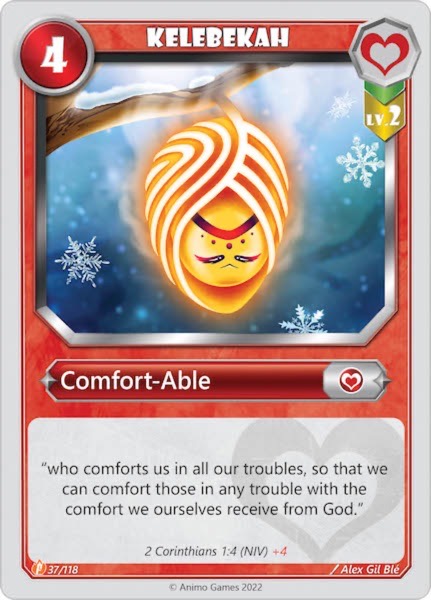 4
KELEBEKAH
LV.2
Comfort-Able
“who comforts us in all our troubles, so that we
can comfort those in any trouble with the
comfort we ourselves receive from God.”
2 Corinthians 1:4 (NIV) +4
37/118
Alex Gil Blé
© Animo Games 2022